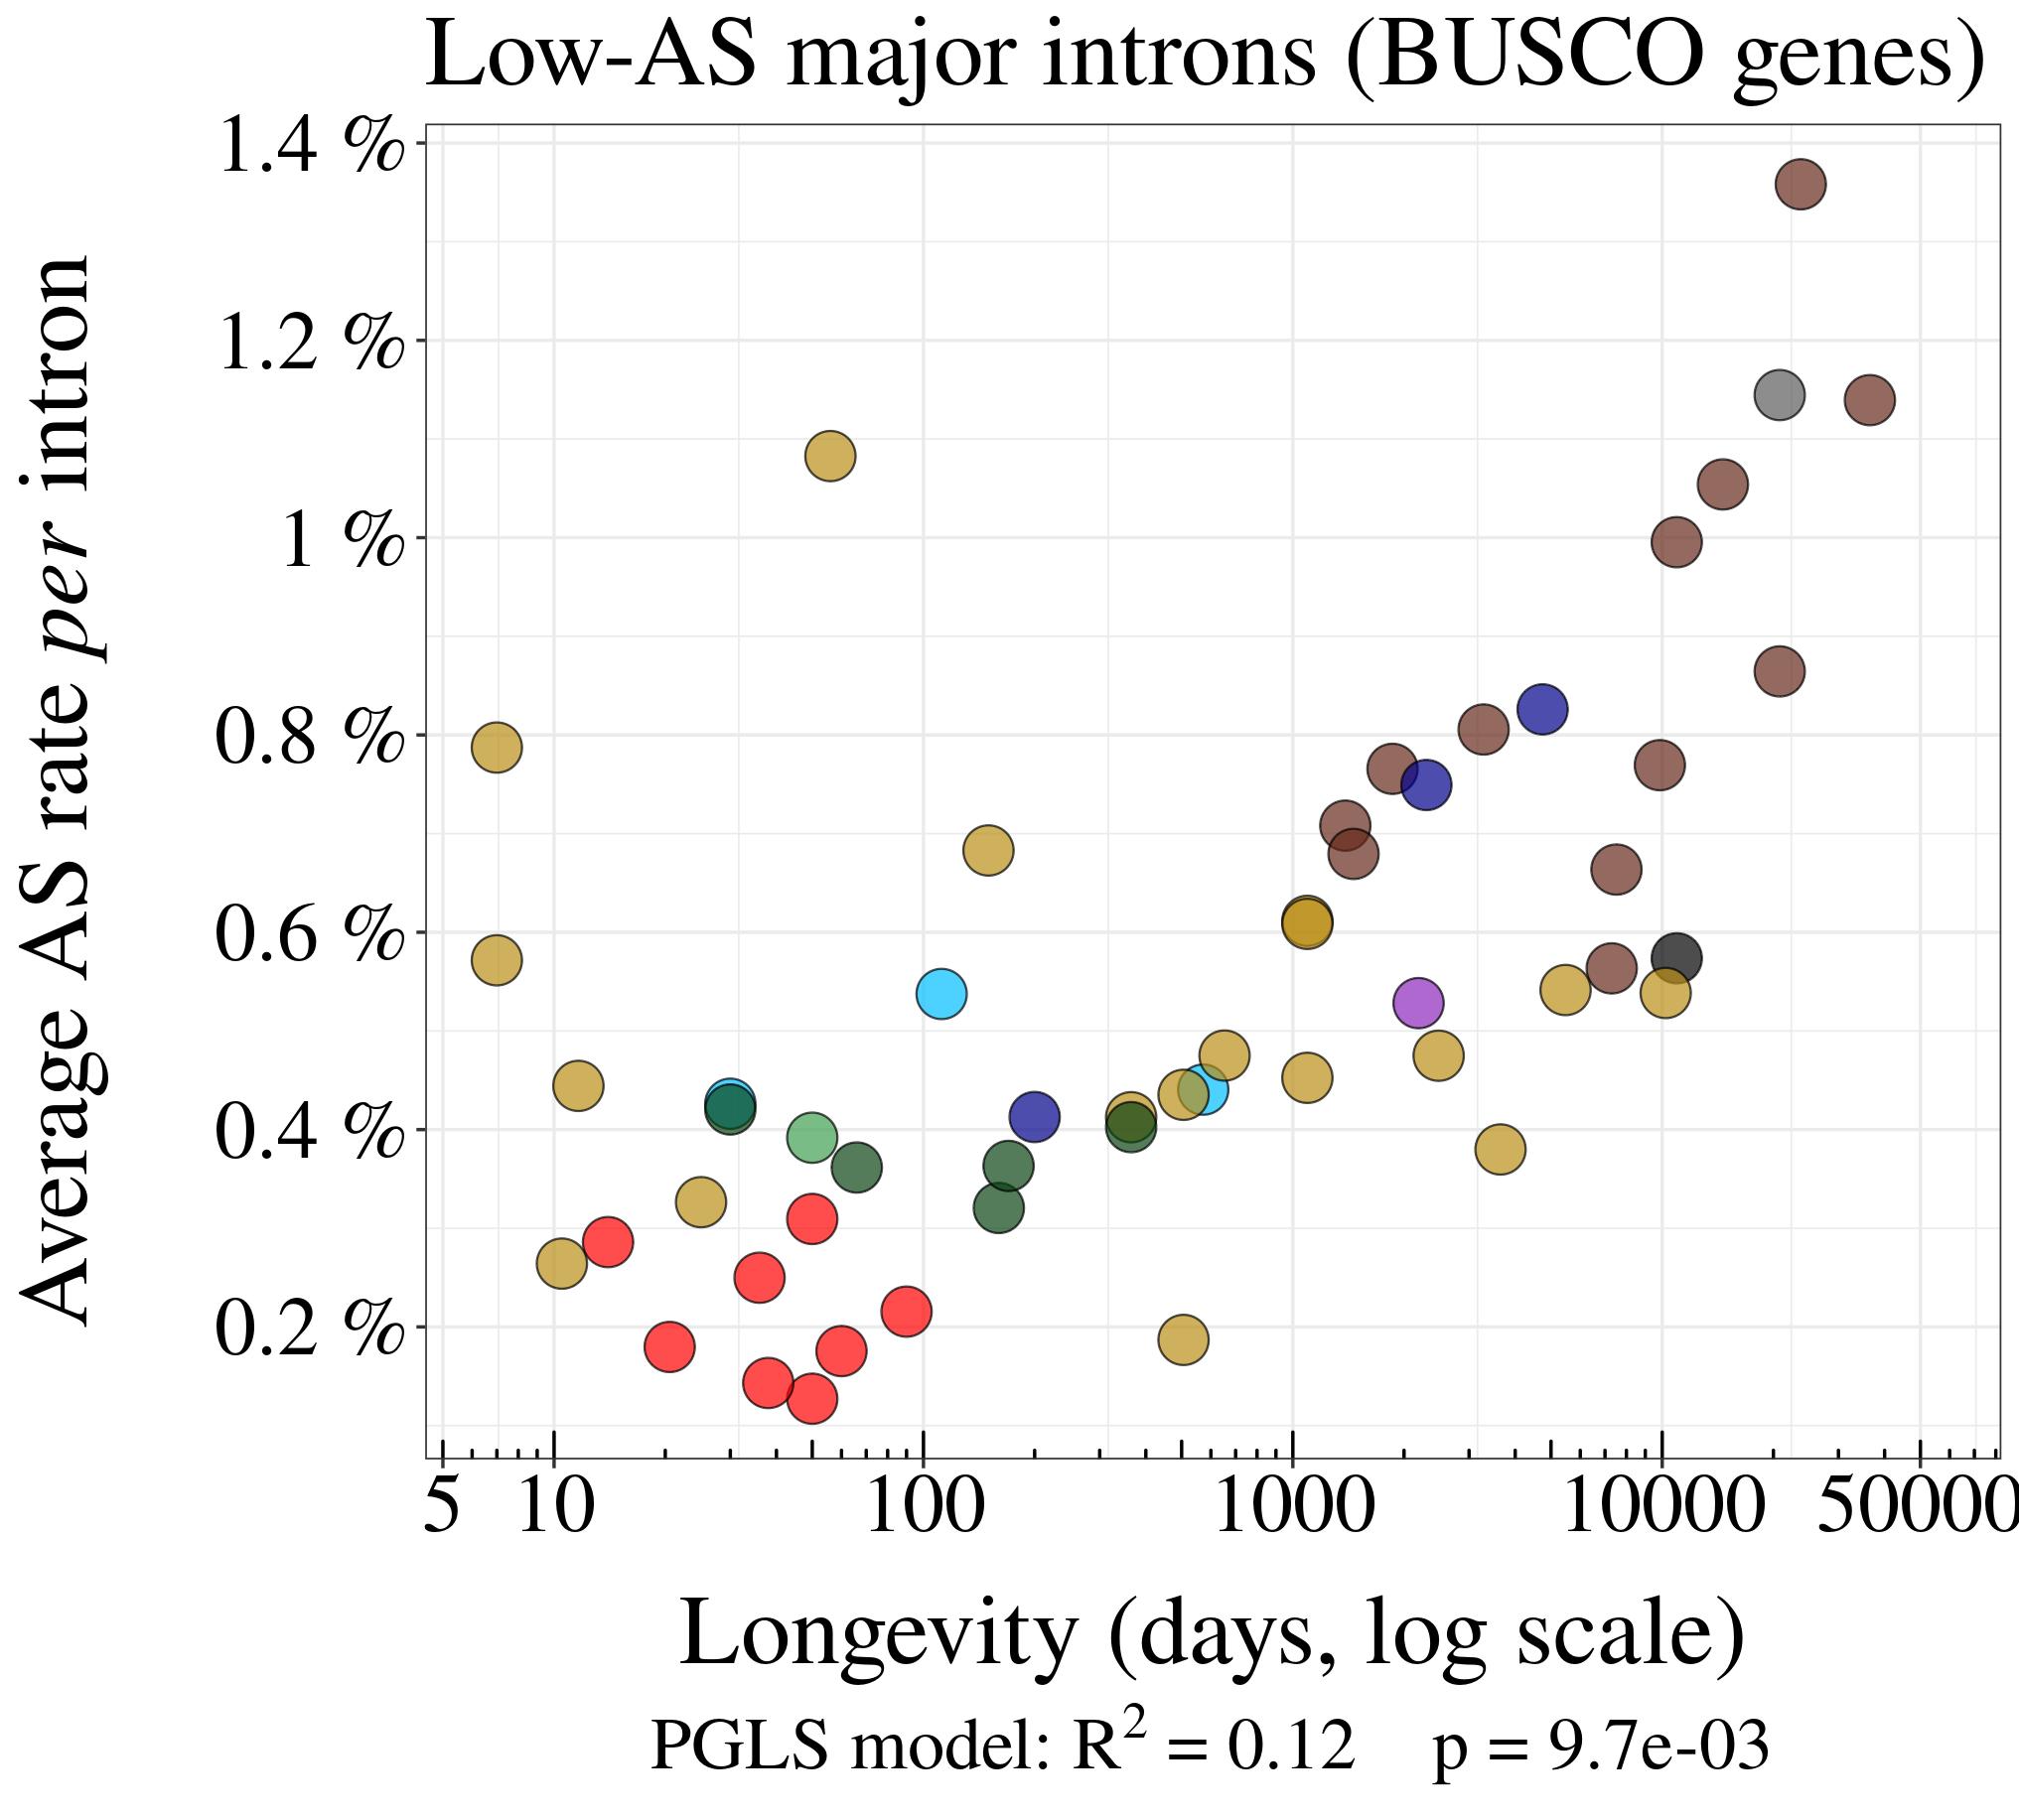 Low-AS major introns (BUSCO genes)
Average AS rate per intron
1.4 %
1.2 %
1 %
0.8 %
0.6 %
0.4 %
0.2 %
5 10 100 1000 10000 50000
Longevity (days, log scale)
PGLS model: R² = 0.12 p = 9.7e-03